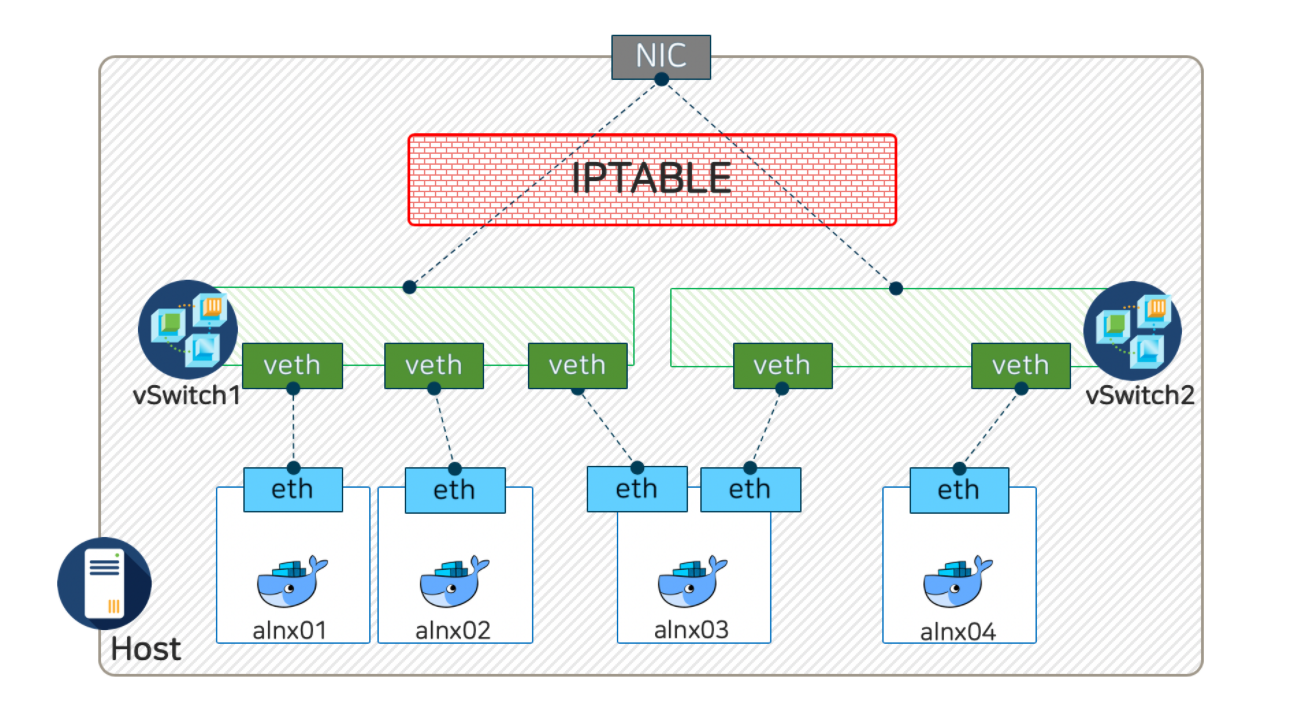 NIC
IPTABLE
veth veth veth veth veth
vSwitch1 vSwitch2
eth eth eth eth eth
alnx01 alnx02 alnx03 alnx04
Host